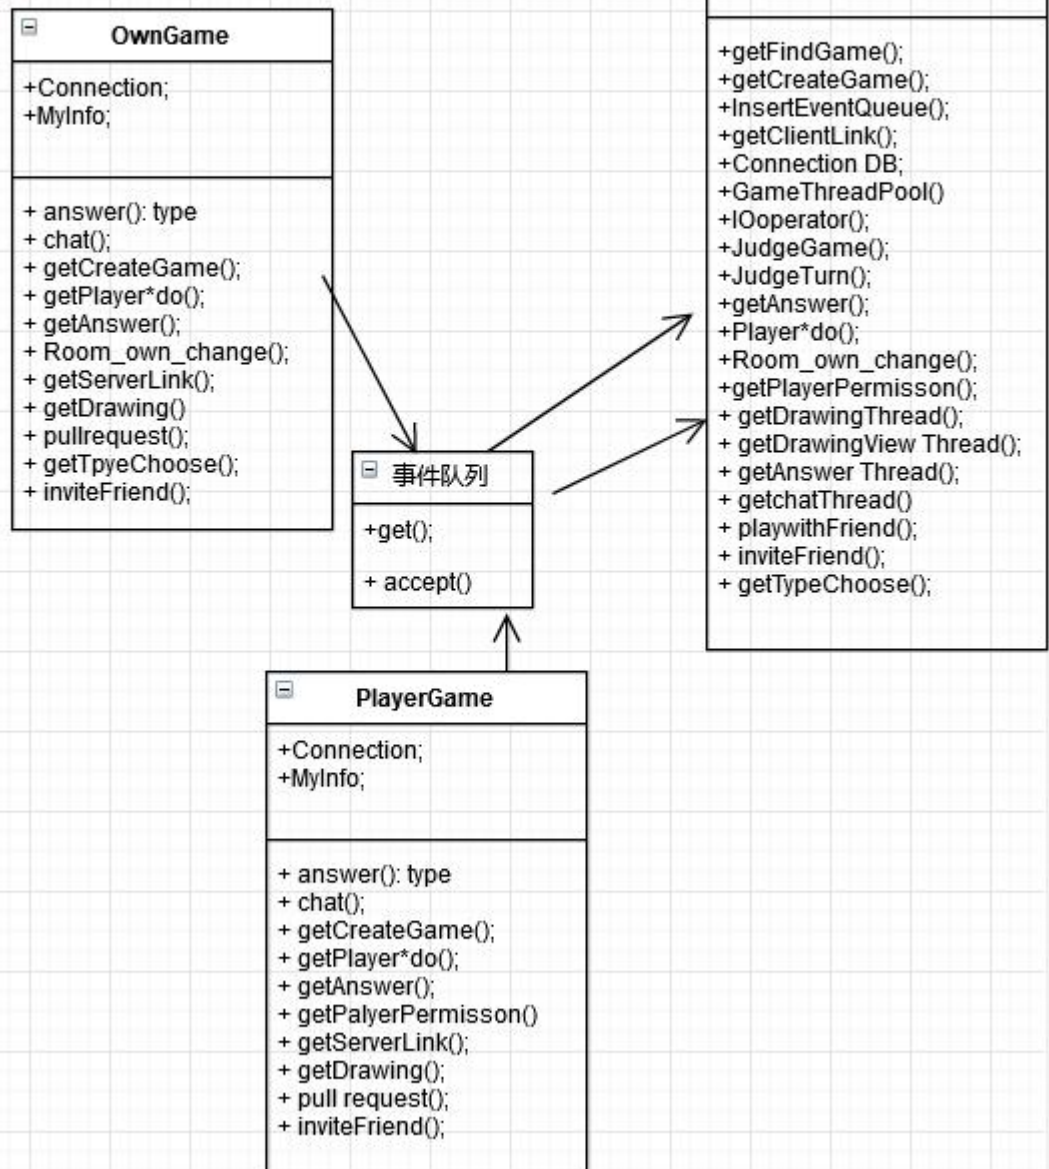 OwnGame
+Connection;
+MyInfo;
+ answer(): type
+ chat();
+ getCreateGame();
+ getPlayer*do();
+ getAnswer();
+ Room_own_change();
+ getServerLink();
+ getDrawing()
+ pullrequest();
+ getTpyeChoose();
+ inviteFriend();
+getFindGame();
+getCreateGame();
+InsertEventQueue();
+getClientLink();
+Connection DB;
+GameThreadPool()
+IOoperator();
+JudgeGame();
+JudgeTurn();
+getAnswer();
+Player*do();
+Room_own_change();
+getPlayerPermisson();
+ getDrawingThread();
+ getDrawingView Thread();
+ getAnswer Thread();
+ getchatThread()
+ playwithFriend();
+ inviteFriend();
+ getTypeChoose();
事件队列
+get();
+ accept()
PlayerGame
+Connection;
+MyInfo;
+ answer(): type
+ chat();
+ getCreateGame();
+ getPlayer*do();
+ getAnswer();
+ getPalyerPermisson()
+ getServerLink();
+ getDrawing();
+ pull request();
+ inviteFriend();